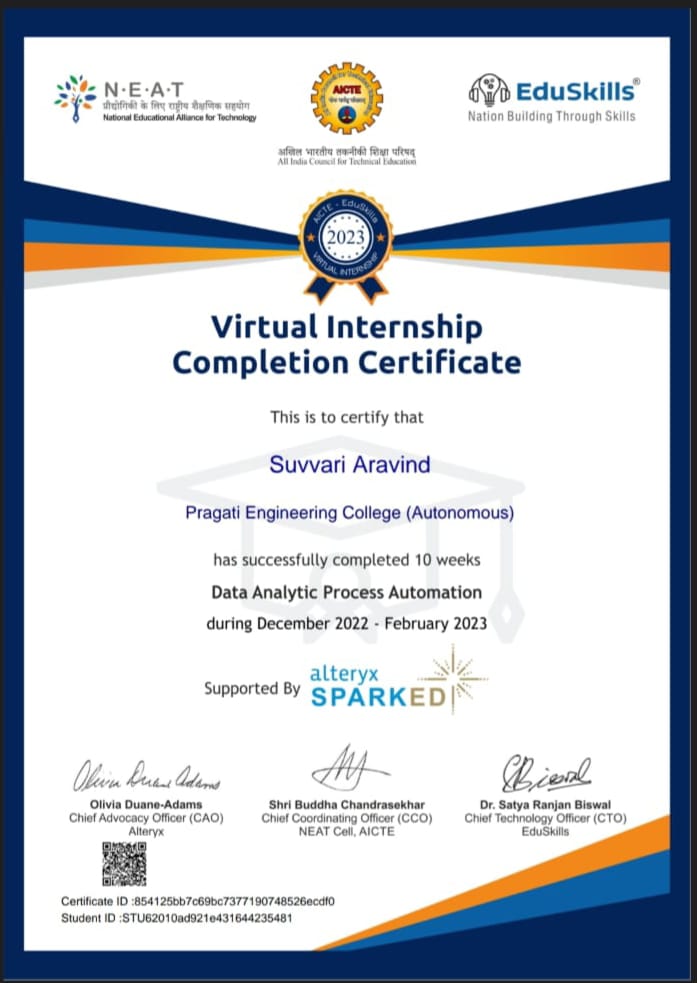 N·E·A·T
प्रौद्योगिकी के लिए राष्ट्रीय शैक्षणिक सहयोग
National Educational Alliance for Technology
AICTE
अखिल भारतीय तकनीकी शिक्षा परिषद्
All India Council for Technical Education
EduSkills®
Nation Building Through Skills
AICTE - EduSkills
2023
VIRTUAL INTERNSHIP
Virtual Internship
Completion Certificate
This is to certify that
Suvvari Aravind
Pragati Engineering College (Autonomous)
has successfully completed 10 weeks
Data Analytic Process Automation
during December 2022 - February 2023
Supported By
alteryx
SPARKED
Olivia Duane Adams
SBiswal
Olivia Duane-Adams
Chief Advocacy Officer (CAO)
Alteryx
Shri Buddha Chandrasekhar
Chief Coordinating Officer (CCO)
NEAT Cell, AICTE
Dr. Satya Ranjan Biswal
Chief Technology Officer (CTO)
EduSkills
Certificate ID :854125bb7c69bc7377190748526ecdf0
Student ID :STU62010ad921e431644235481